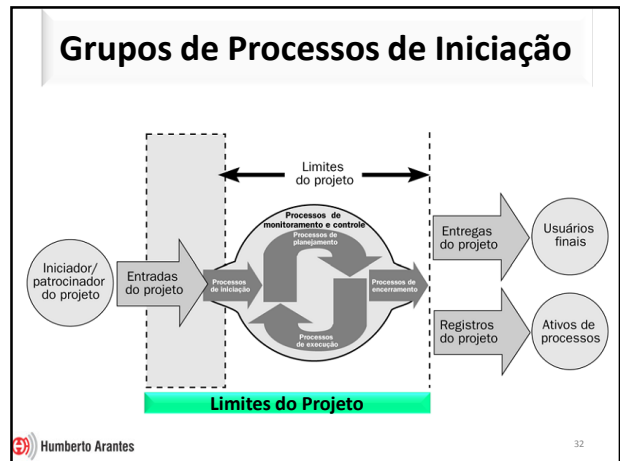 Grupos de Processos de Iniciação
Limites
do projeto
Processos de
monitoramento e controle
Processos de
planejamento
Iniciador/
patrocinador
do projeto
Entradas
do projeto
Processos
de iniciação
Processos de
encerramento
Processos
de execução
Entregas
do projeto
Usuários
finais
Registros
do projeto
Ativos de
processos
Limites do Projeto
Humberto Arantes
32